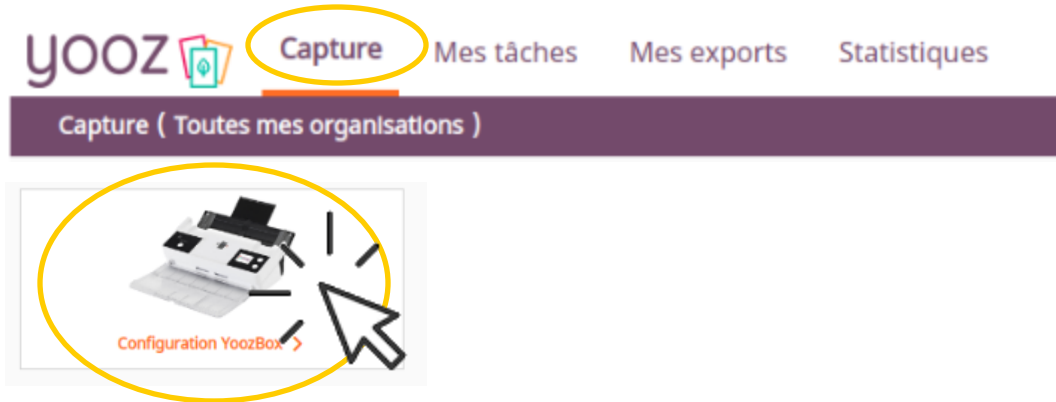 yooz Capture Mes tâches Mes exports Statistiques
Capture ( Toutes mes organisations )
Configuration YoozBox >